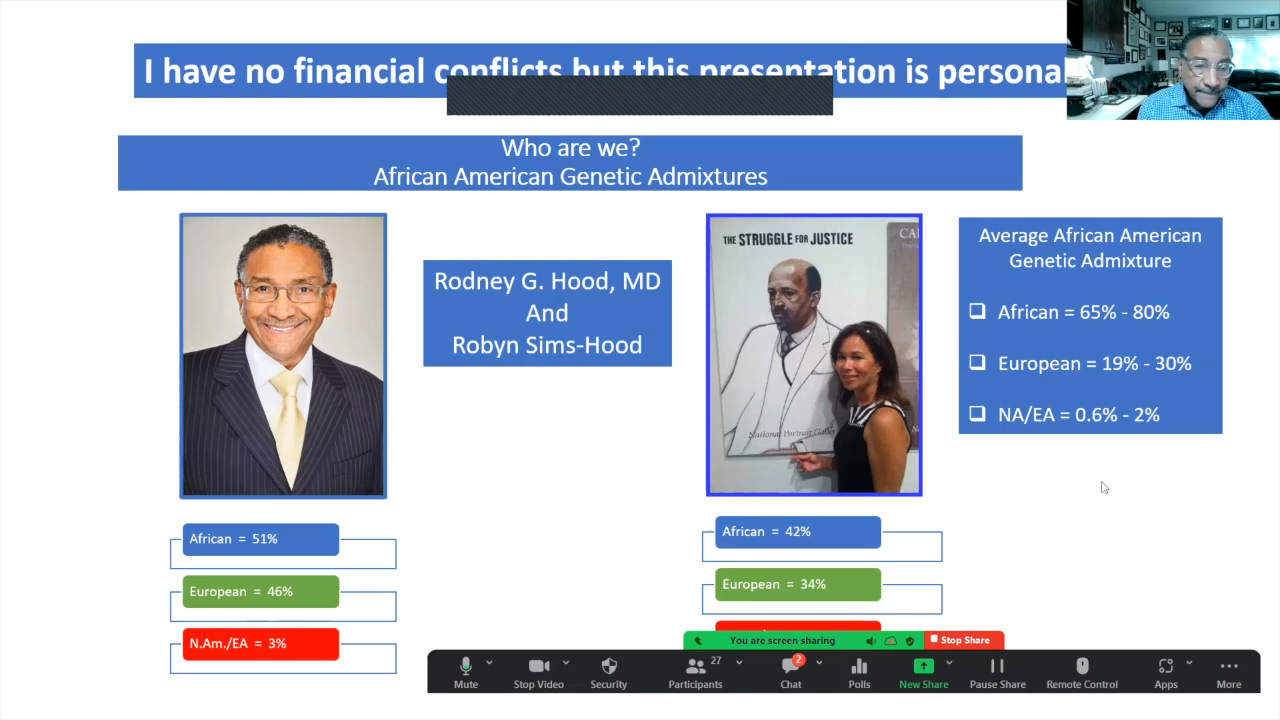 I have no financial conflicts but this presentation is persona
Who are we?
African American Genetic Admixtures
THE STRUGGLE FOR JUSTICE
CA
National Portrait
Rodney G. Hood, MD
And
Robyn Sims-Hood
Average African American
Genetic Admixture
African = 65% - 80%
European = 19% - 30%
NA/EA = 0.6% - 2%
African = 51%
European = 46%
N.Am./EA = 3%
African = 42%
European = 34%
You are screen sharing
Stop Share
Mute
Stop Video
Security
Participants
27
Chat
2
Polls
New Share
Pause Share
Remote Control
Apps
More